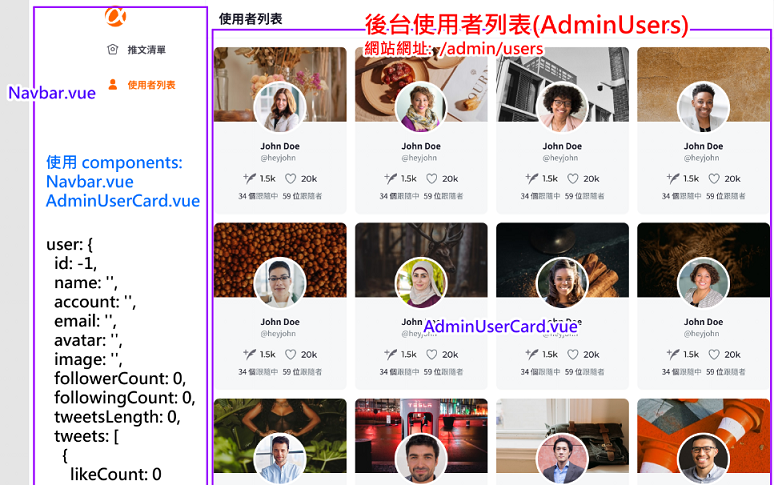 使用者列表
後台使用者列表(AdminUsers)
網站網址: /admin/users
推文清單
使用者列表
Navbar.vue
使用 components:
Navbar.vue
AdminUserCard.vue
user: {
id: -1,
name: '',
account: '',
email: '',
avatar: '',
image: '',
followerCount: 0,
followingCount: 0,
tweetsLength: 0,
tweets: [
{
likeCount: 0
John Doe
@heyjohn
1.5k 20k
34 個跟隨中 59 位跟隨者
John Doe
@heyjohn
1.5k 20k
34 個跟隨中 59 位跟隨者
John Doe
@heyjohn
1.5k 20k
34 個跟隨中 59 位跟隨者
John Doe
@heyjohn
1.5k 20k
34 個跟隨中 59 位跟隨者
John Doe
@heyjohn
1.5k 20k
34 個跟隨中 59 位跟隨者
John Doe
@heyjohn
1.5k 20k
34 個跟隨中 59 位跟隨者
AdminUserCard.vue
John Doe
@heyjohn
1.5k 20k
34 個跟隨中 59 位跟隨者
John Doe
@heyjohn
1.5k 20k
34 個跟隨中 59 位跟隨者
TESLA